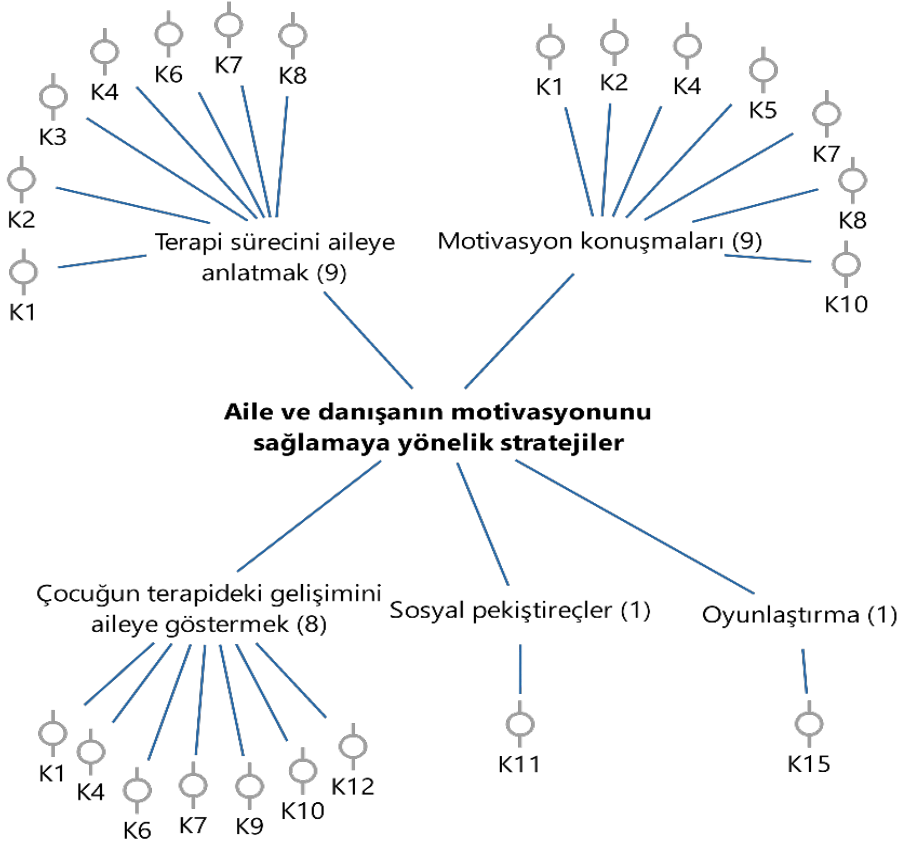 K1
K2
K3
K4
K6
K7
K8
Terapi sürecini aileye
anlatmak (9)
K1
K2
K4
K5
K7
K8
K10
Motivasyon konuşmaları (9)
Aile ve danışanın motivasyonunu
sağlamaya yönelik stratejiler
Çocuğun terapideki gelişimini
aileye göstermek (8)
K1
K4
K6
K7
K9
K10
K12
Sosyal pekiştireçler (1)
K11
Oyunlaştırma (1)
K15